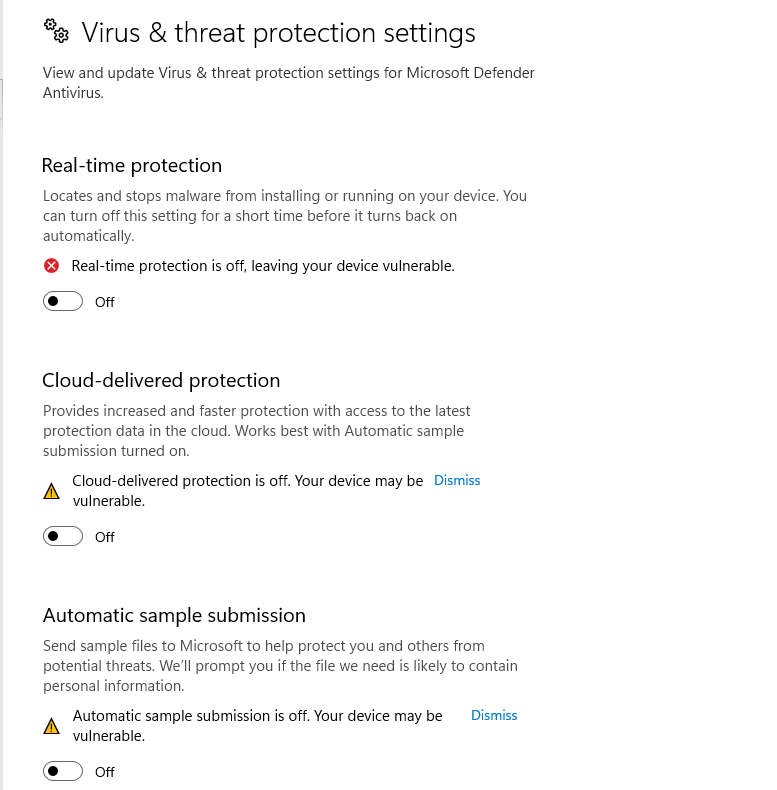 Virus & threat protection settings
View and update Virus & threat protection settings for Microsoft Defender
Antivirus.
Real-time protection
Locates and stops malware from installing or running on your device. You
can turn off this setting for a short time before it turns back on
automatically.
Real-time protection is off, leaving your device vulnerable.
Off
Cloud-delivered protection
Provides increased and faster protection with access to the latest
protection data in the cloud. Works best with Automatic sample
submission turned on.
Cloud-delivered protection is off. Your device may be Dismiss
vulnerable.
Off
Automatic sample submission
Send sample files to Microsoft to help protect you and others from
potential threats. We’ll prompt you if the file we need is likely to contain
personal information.
Automatic sample submission is off. Your device may be Dismiss
vulnerable.
Off